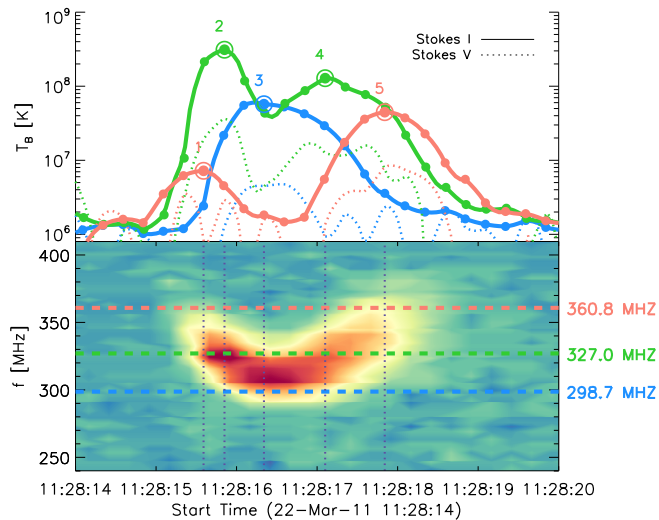 10^9
2
Stokes I
Stokes V
4
3
5
10^8
T_B [K]
1
10^7
10^6
400
350
300
250
f [MHz]
360.8 MHZ
327.0 MHZ
298.7 MHZ
11:28:14 11:28:15 11:28:16 11:28:17 11:28:18 11:28:19 11:28:20
Start Time (22-Mar-11 11:28:14)